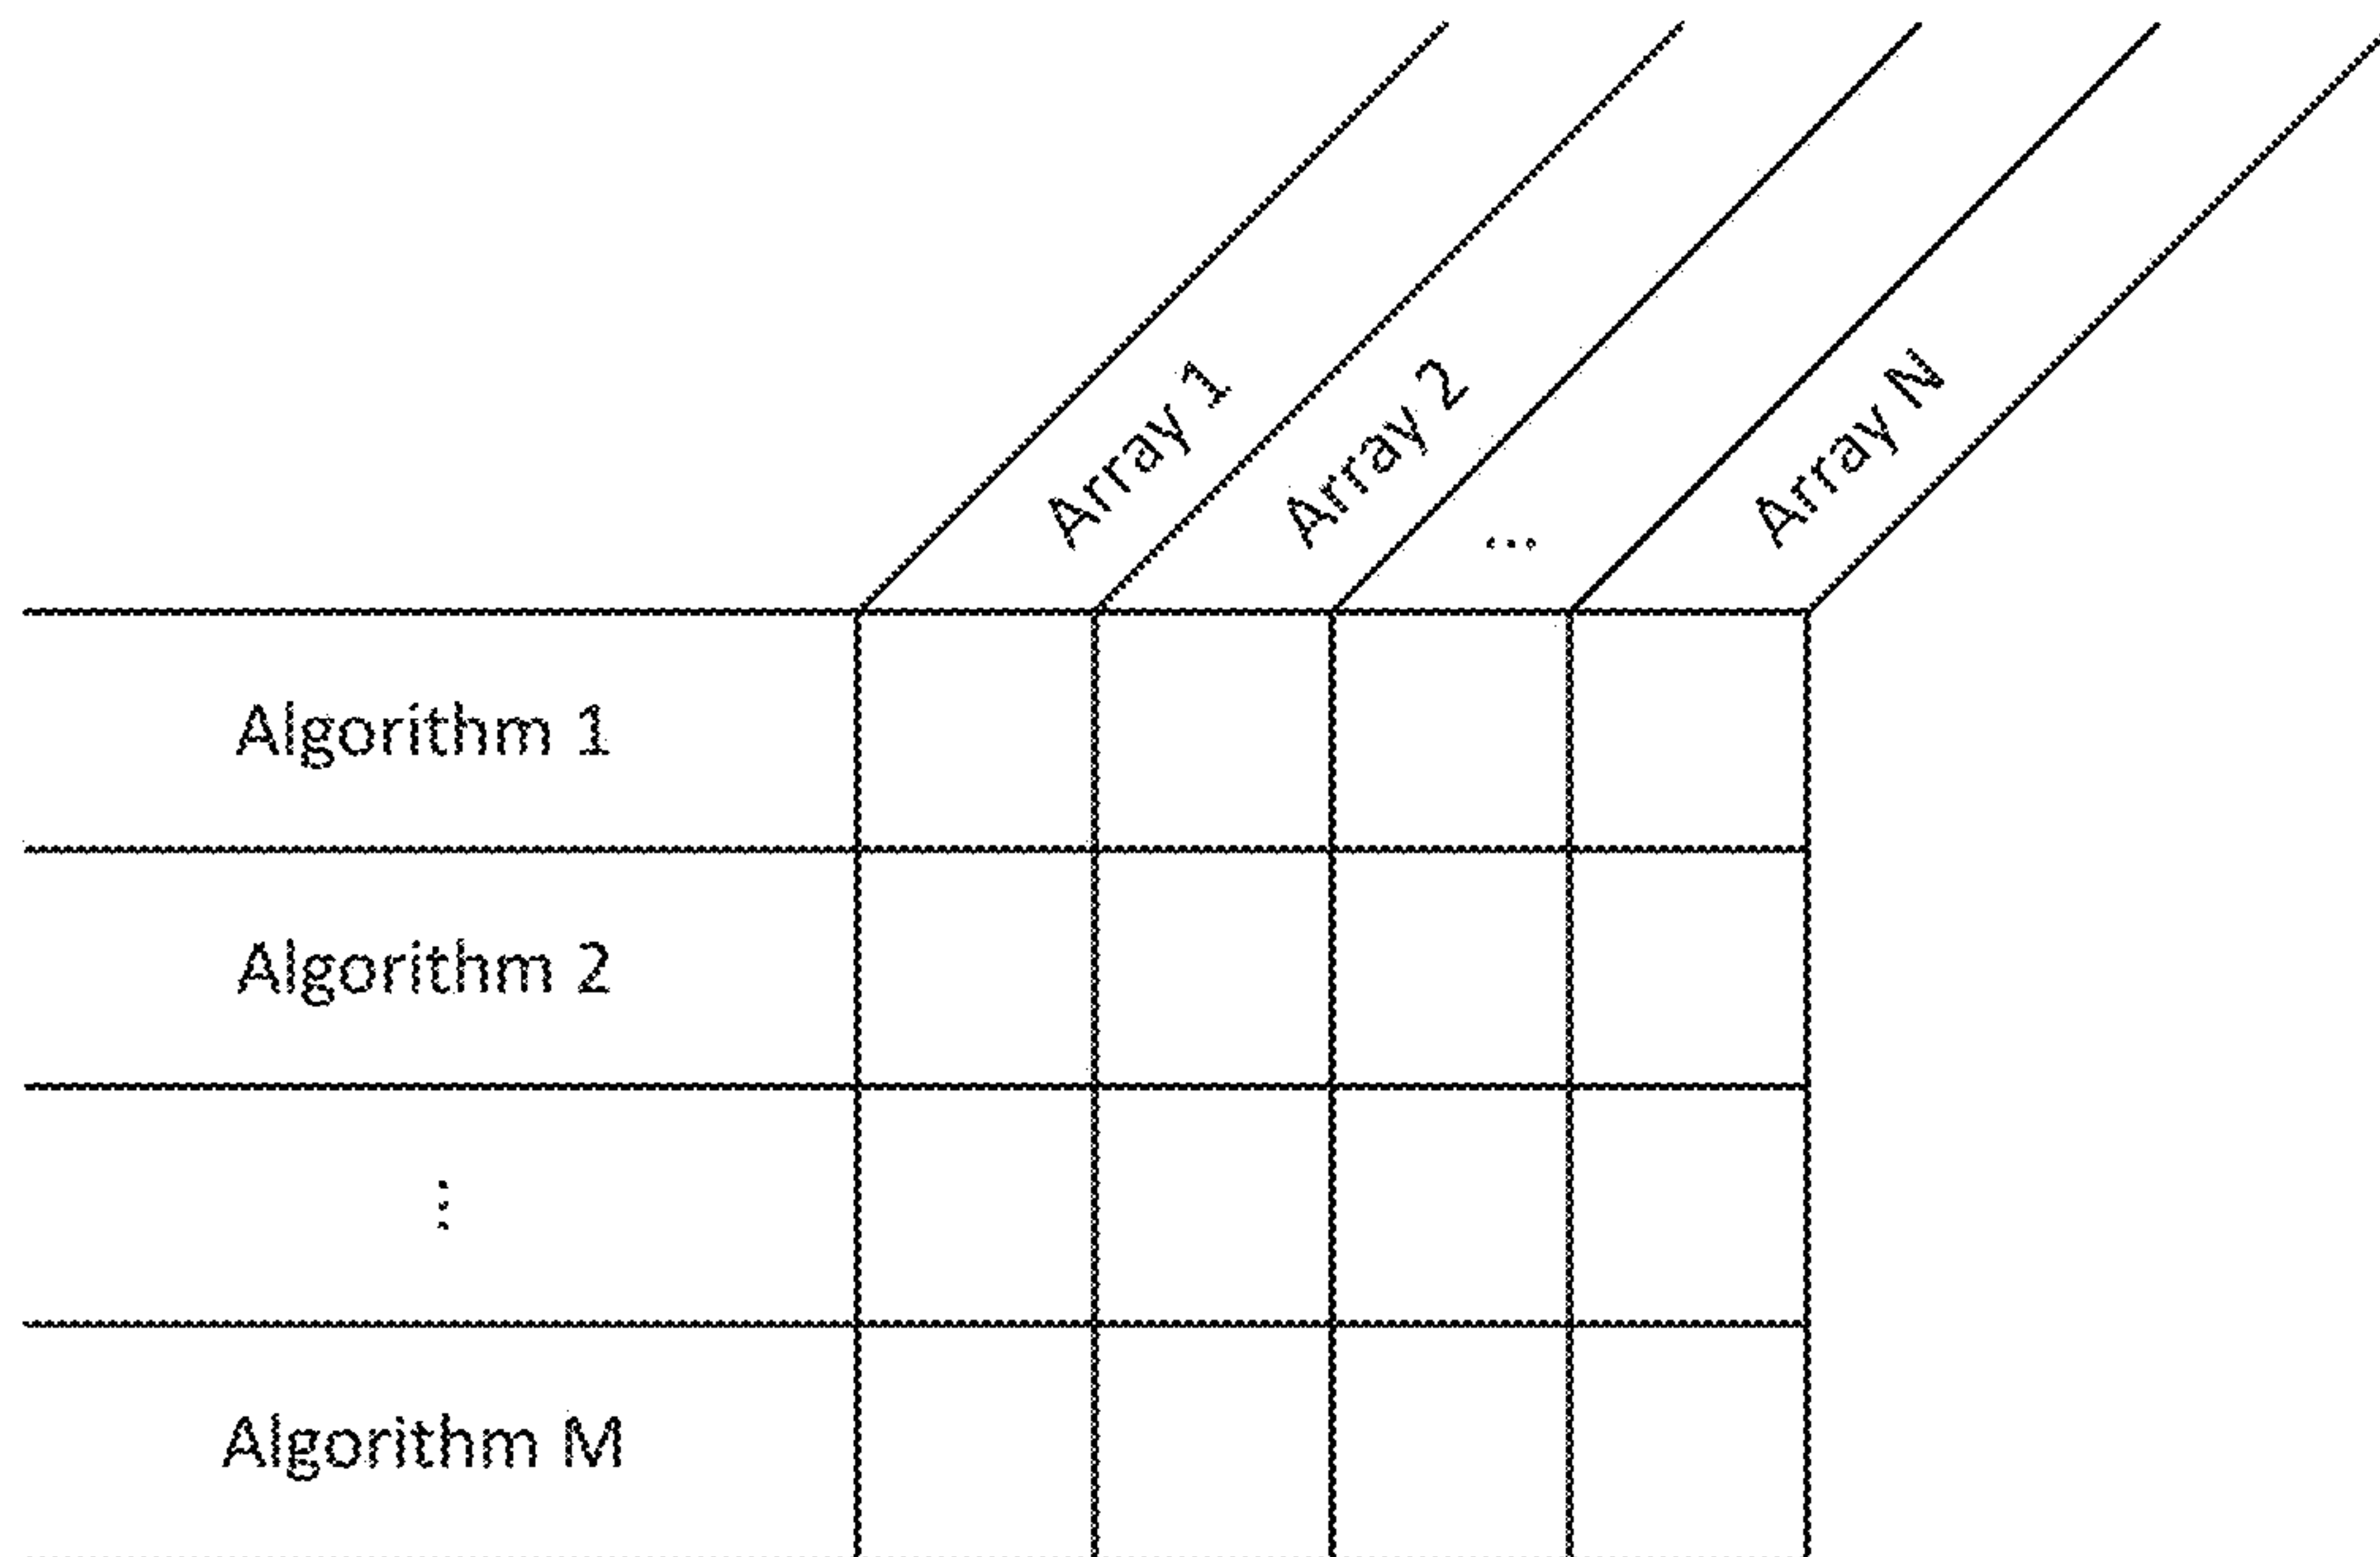 Array 1
Array 2
...
Array N
Algorithm 1
Algorithm 2
⋮
Algorithm M